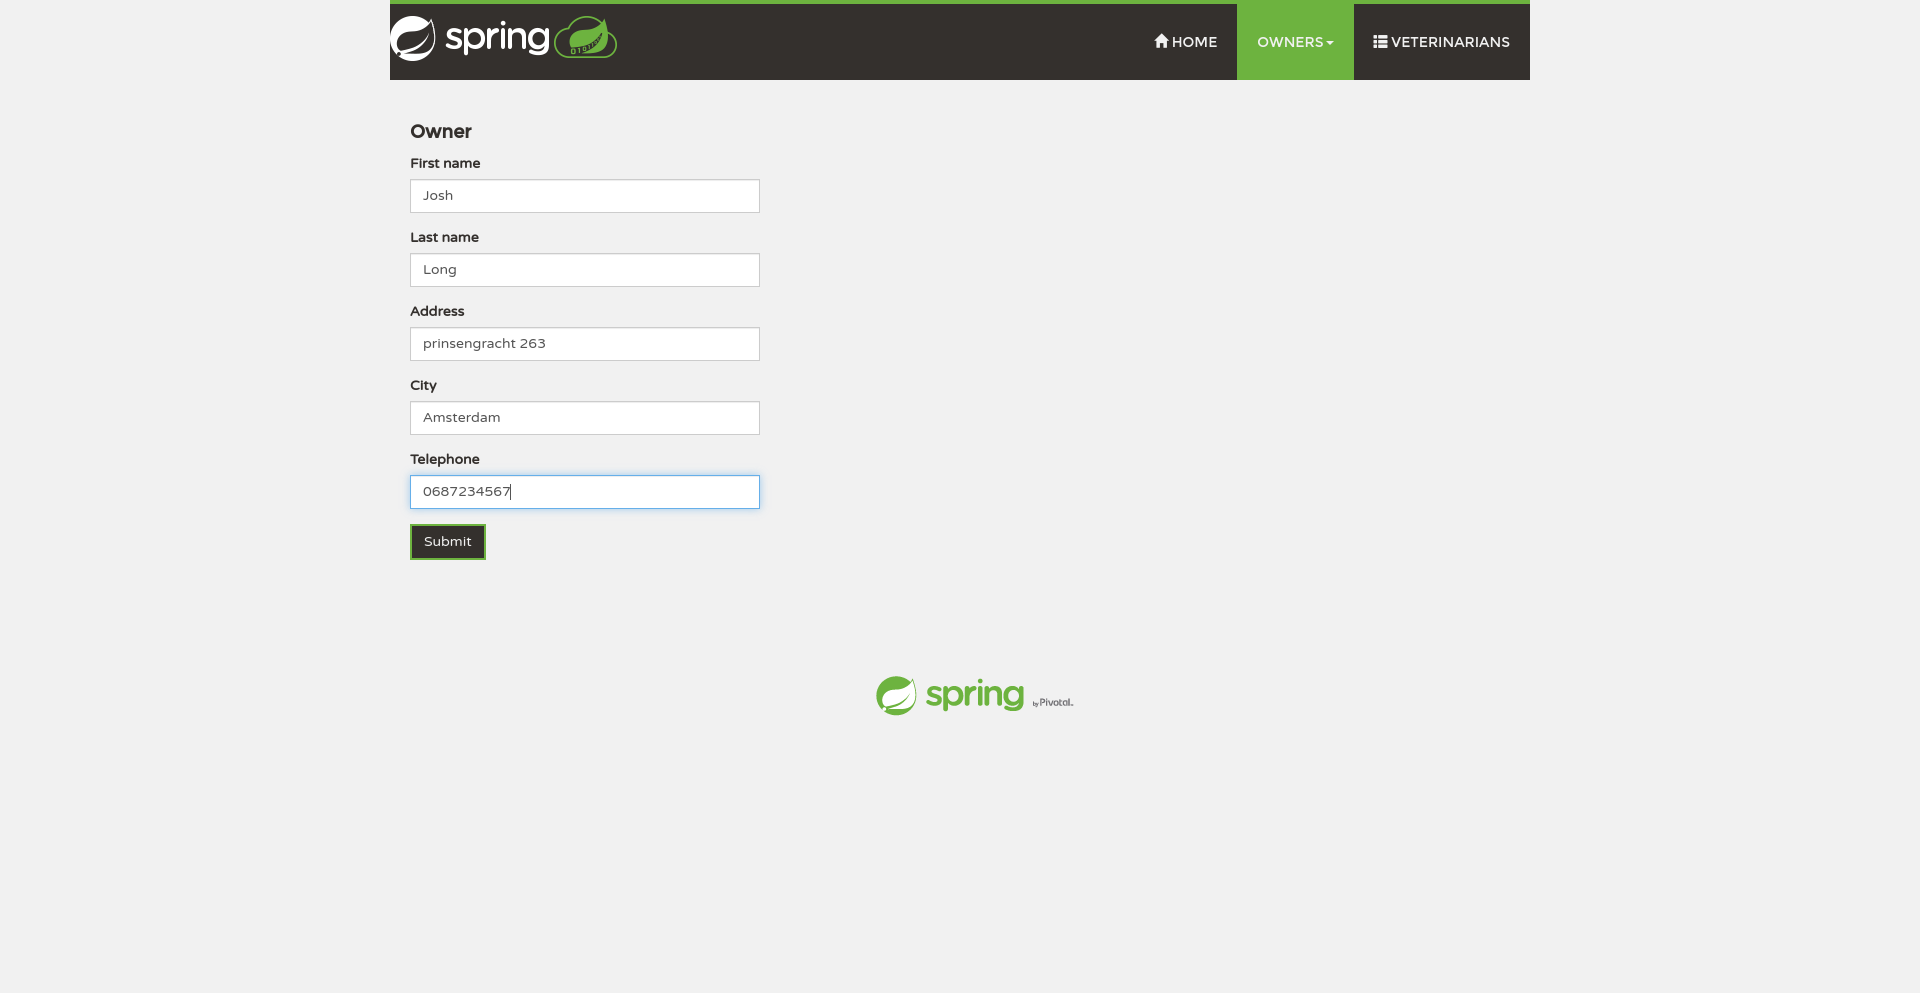 spring
HOME
OWNERS
VETERINARIANS
Owner
First name
Josh
Last name
Long
Address
prinsengracht 263
City
Amsterdam
Telephone
0687234567
Submit
spring by Pivotal